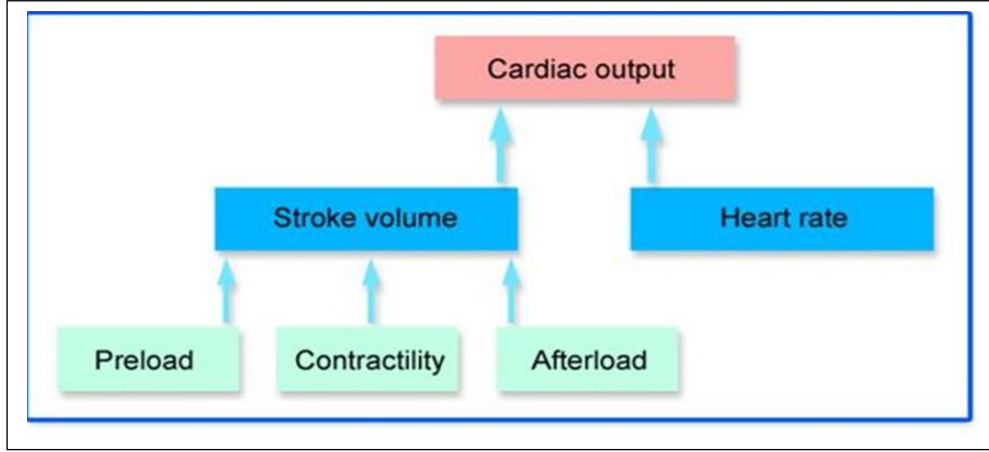 Cardiac output
Stroke volume
Heart rate
Preload
Contractility
Afterload